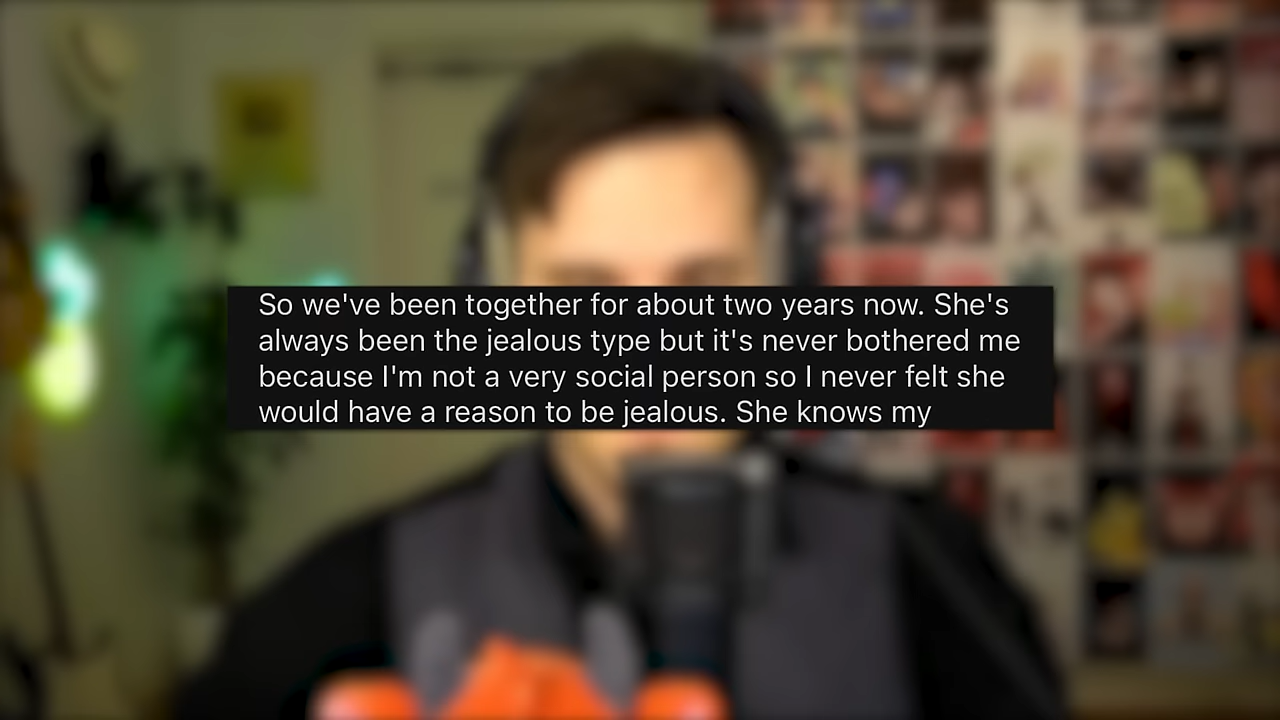 So we've been together for about two years now. She's
always been the jealous type but it's never bothered me
because I'm not a very social person so I never felt she
would have a reason to be jealous. She knows my